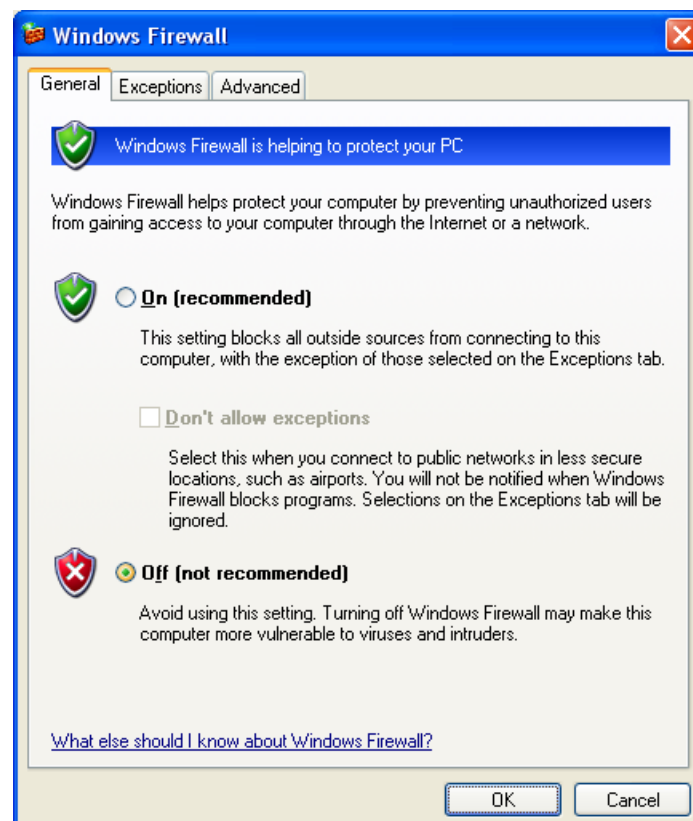 Windows Firewall
General Exceptions Advanced
Windows Firewall is helping to protect your PC
Windows Firewall helps protect your computer by preventing unauthorized users
from gaining access to your computer through the Internet or a network.
On (recommended)
This setting blocks all outside sources from connecting to this
computer, with the exception of those selected on the Exceptions tab.
Don't allow exceptions
Select this when you connect to public networks in less secure
locations, such as airports. You will not be notified when Windows
Firewall blocks programs. Selections on the Exceptions tab will be
ignored.
Off (not recommended)
Avoid using this setting. Turning off Windows Firewall may make this
computer more vulnerable to viruses and intruders.
What else should I know about Windows Firewall?
OK Cancel